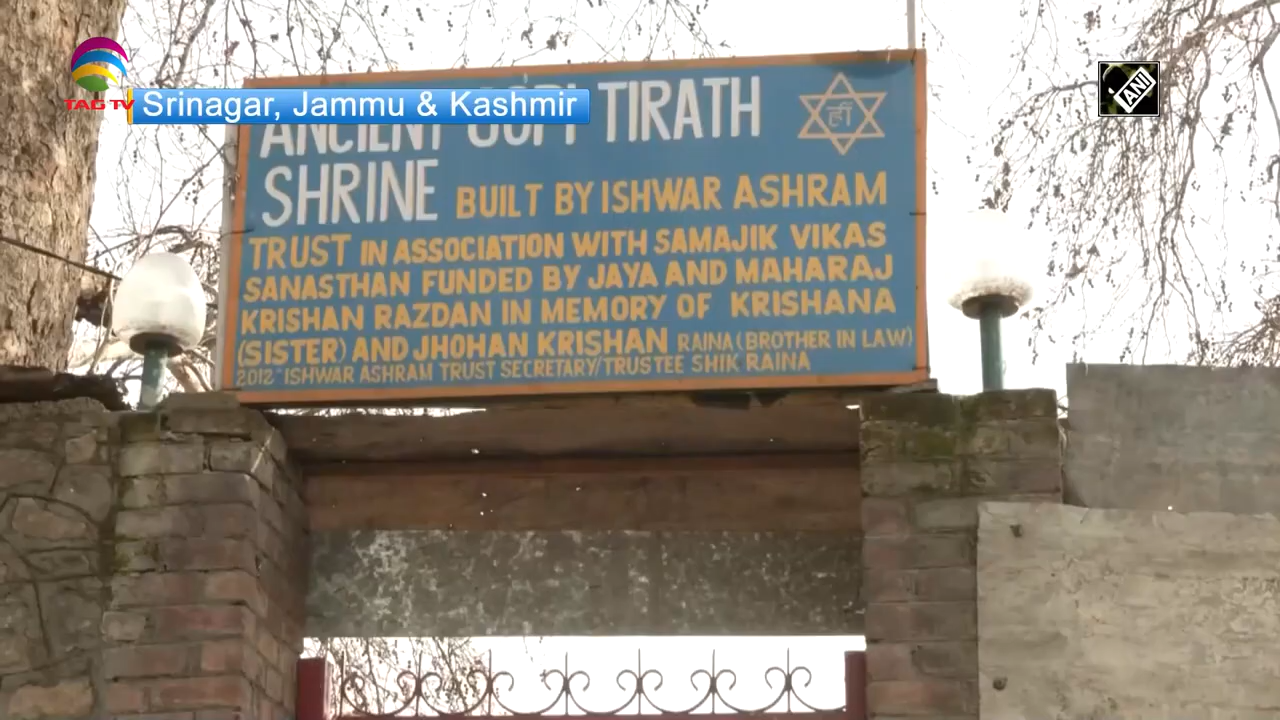 TAG TV
Srinagar, Jammu & Kashmir
ANI
ANCIENT GOPI TIRATH
SHRINE BUILT BY ISHWAR ASHRAM
TRUST IN ASSOCIATION WITH SAMAJIK VIKAS
SANASTHAN FUNDED BY JAYA AND MAHARAJ
KRISHAN RAZDAN IN MEMORY OF KRISHANA
(SISTER) AND JHOHAN KRISHAN RAINA (BROTHER IN LAW)
2012 ISHWAR ASHRAM TRUST SECRETARY/TRUSTEE SHIK RAINA